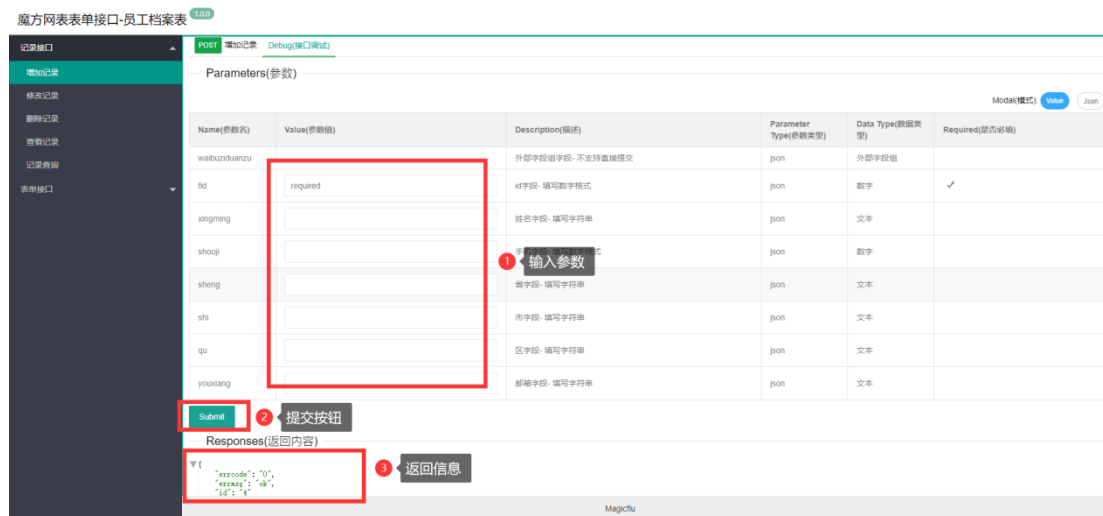 魔方网表表单接口-员工档案表 1.0.0
记录接口
增加记录
修改记录
删除记录
查看记录
记录查询
表单接口
POST 增加记录 Debug(接口调试)
Parameters(参数)
Modal(模式): Value Json
Name(参数名) Value(参数值) Description(描述) Parameter Type(参数类型) Data Type(数据类型) Required(是否必填)
waibuziduanzu 外部字段组字段- 不支持直接提交 json 外部字段组
fid required id字段- 填写数字格式 json 数字 ✓
xingming 姓名字段- 填写字符串 json 文本
shouji 手机字段- 填写数字格式 json 数字
1 输入参数
sheng 省字段- 填写字符串 json 文本
shi 市字段- 填写字符串 json 文本
qu 区字段- 填写字符串 json 文本
youxiang 邮箱字段- 填写字符串 json 文本
Submit 2 提交按钮
Responses(返回内容)
3 返回信息
{
"errcode": "0",
"errmsg": "ok",
"id": "4"
Magicflu